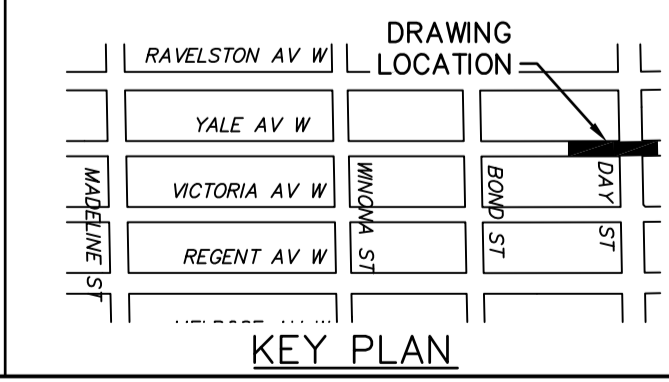 DRAWING
LOCATION
RAVELSTON AV W
YALE AV W
VICTORIA AV W
REGENT AV W
MADELINE ST
WINONA ST
BOND ST
DAY ST
KEY PLAN